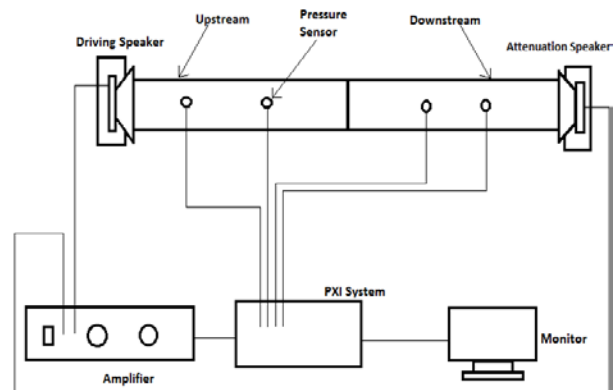 Upstream
Pressure
Sensor
Downstream
Driving Speaker
Attenuation Speaker
PXI System
Monitor
Amplifier